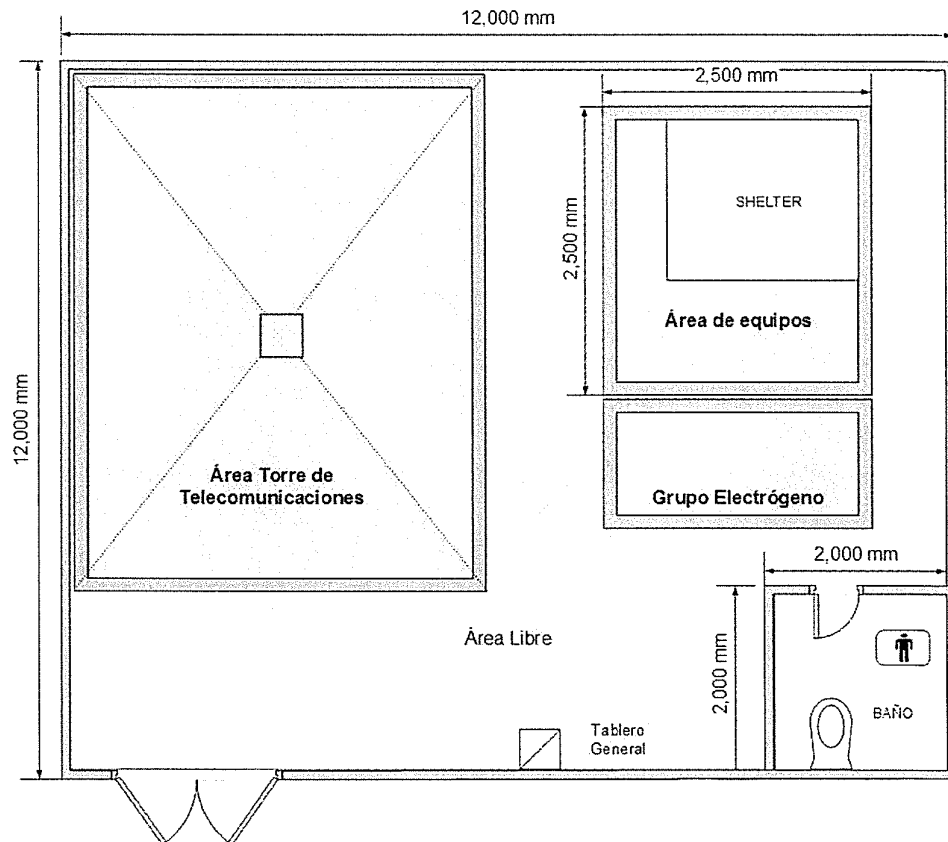 12,000 mm
2,500 mm
SHELTER
2,500 mm
Área de equipos
12,000 mm
Área Torre de
Telecomunicaciones
Grupo Electrógeno
2,000 mm
Área Libre
2,000 mm
BAÑO
Tablero
General